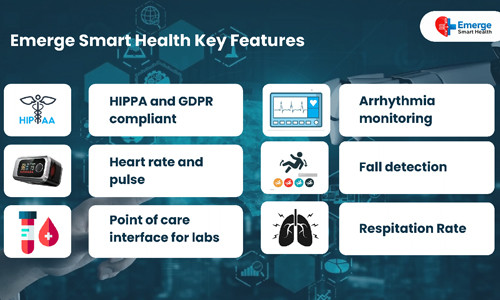 Emerge
Smart Health
Emerge Smart Health Key Features
HIPAA
HIPPA and GDPR
compliant
Arrhythmia
monitoring
Heart rate and
pulse
Fall detection
Point of care
interface for labs
Respitation Rate